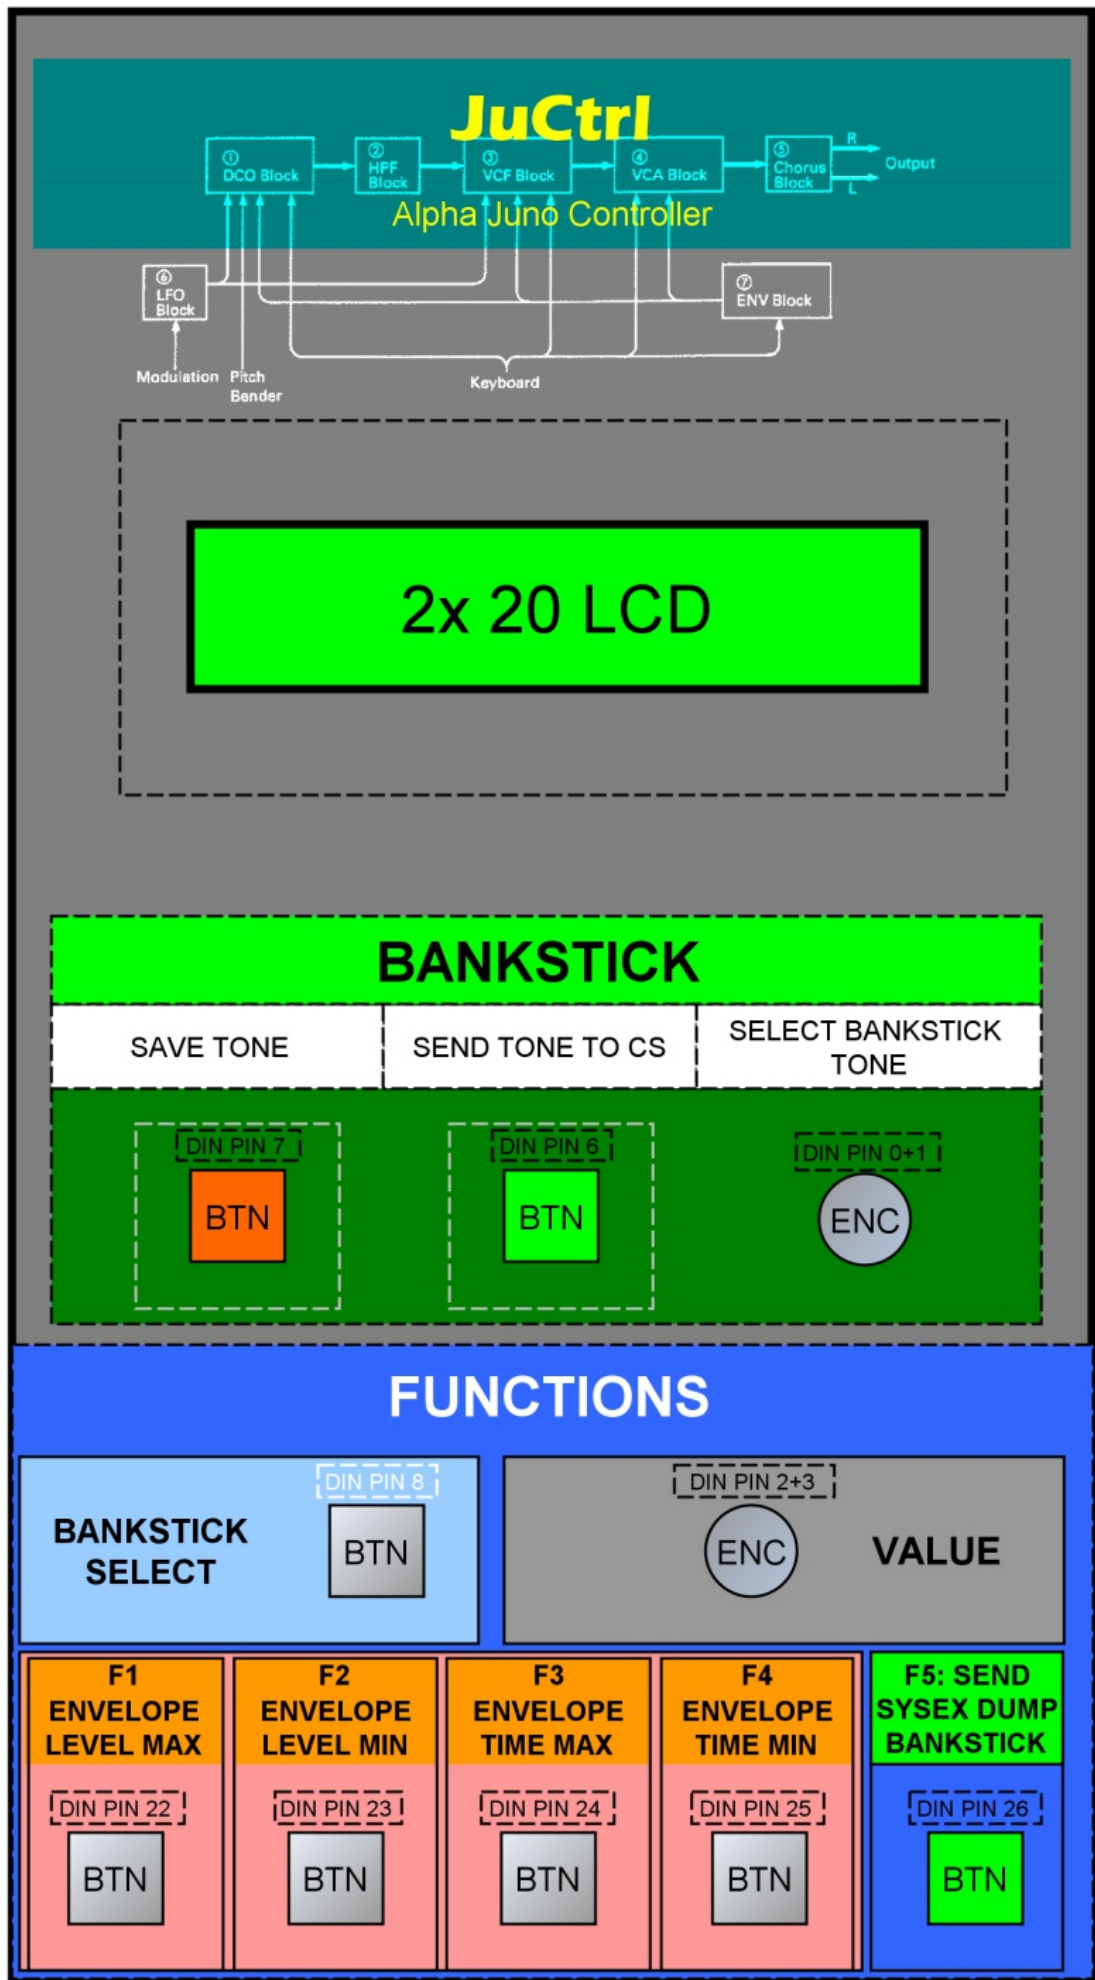 JuCtrl
① DCO Block
② HPF Block
③ VCF Block
④ VCA Block
⑤ Chorus Block
R
L
Output
Alpha Juno Controller
⑥ LFO Block
⑦ ENV Block
Modulation
Pitch Bender
Keyboard
2x 20 LCD
BANKSTICK
SAVE TONE
SEND TONE TO CS
SELECT BANKSTICK
TONE
DIN PIN 7
DIN PIN 6
DIN PIN 0+1
BTN
BTN
ENC
FUNCTIONS
BANKSTICK
SELECT
DIN PIN 8
BTN
DIN PIN 2+3
ENC
VALUE
F1
ENVELOPE
LEVEL MAX
F2
ENVELOPE
LEVEL MIN
F3
ENVELOPE
TIME MAX
F4
ENVELOPE
TIME MIN
F5: SEND
SYSEX DUMP
BANKSTICK
DIN PIN 22
DIN PIN 23
DIN PIN 24
DIN PIN 25
DIN PIN 26
BTN
BTN
BTN
BTN
BTN